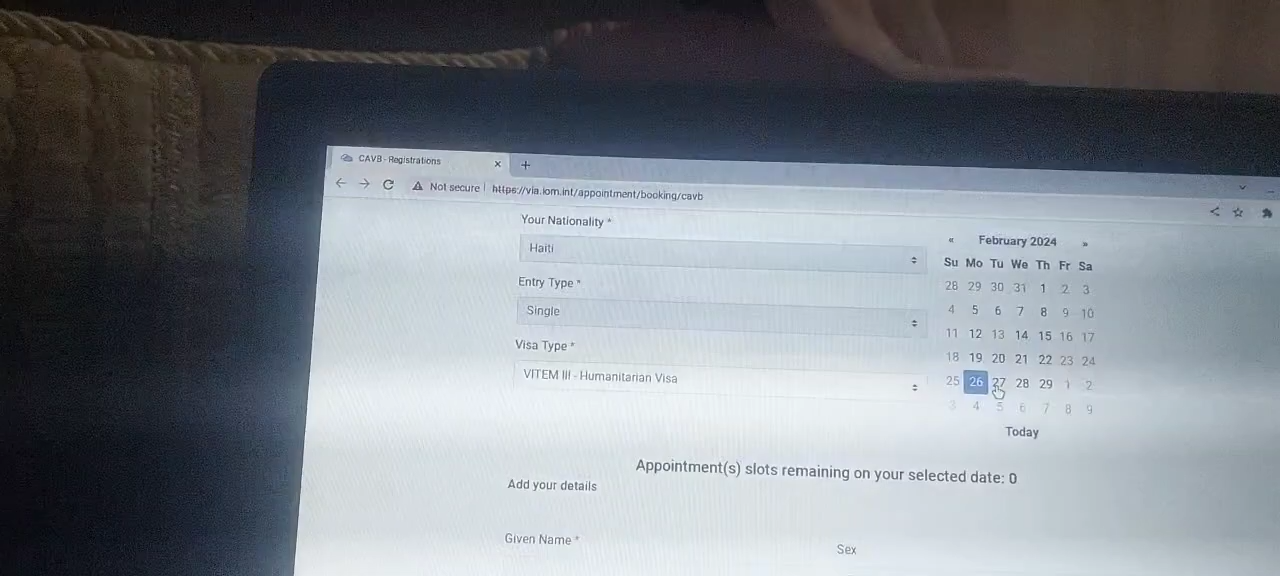 CAVB - Registrations
Not secure
https://via.iom.int/appointment/booking/cavb
Your Nationality *
Haiti
Entry Type *
Single
Visa Type *
VITEM III - Humanitarian Visa
« February 2024 »
Su Mo Tu We Th Fr Sa
28 29 30 31 1 2 3
4 5 6 7 8 9 10
11 12 13 14 15 16 17
18 19 20 21 22 23 24
25 26 27 28 29 1 2
3 4 5 6 7 8 9
Today
Appointment(s) slots remaining on your selected date: 0
Add your details
Given Name *
Sex